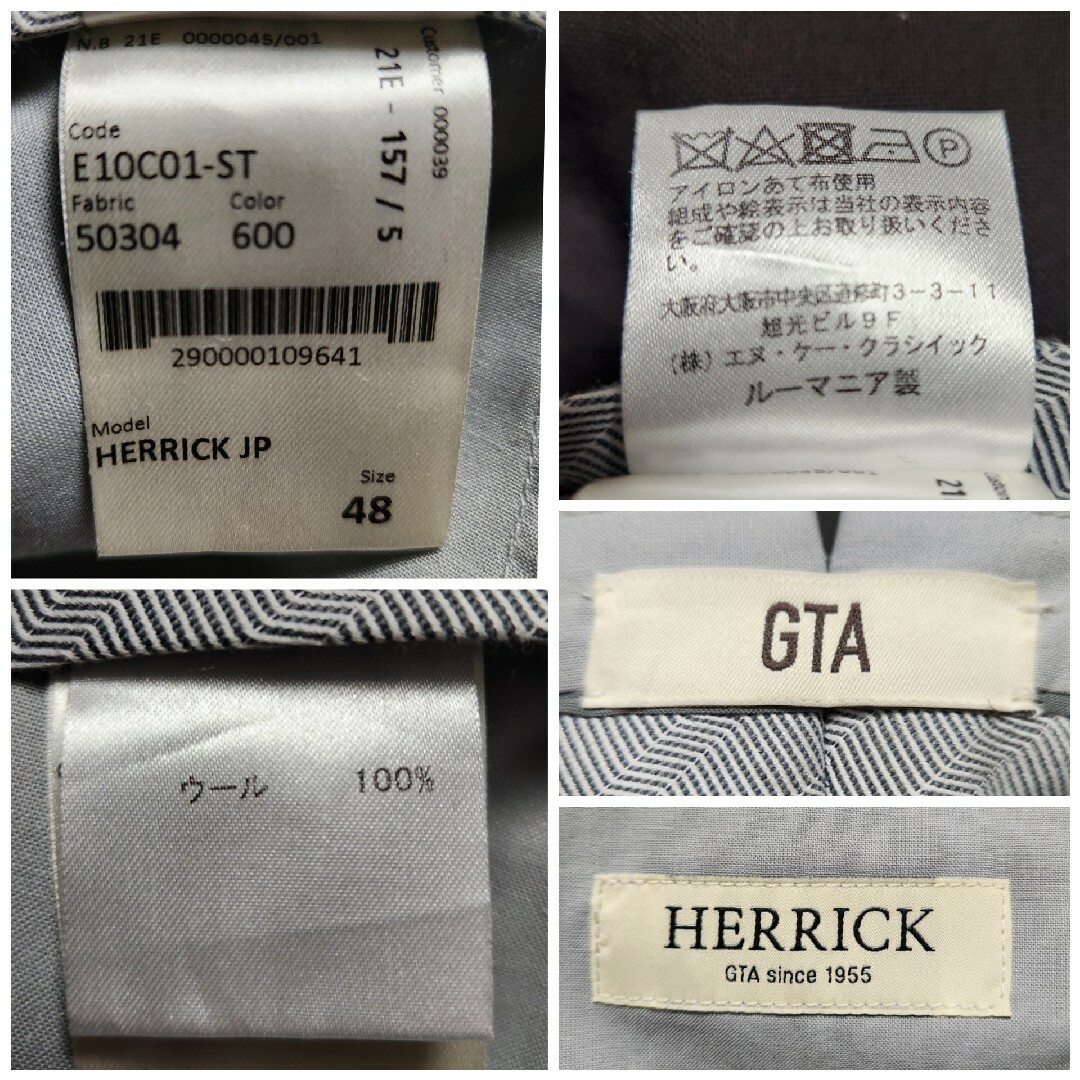 N.B 21E 0000045/001
Customer 000039
21E - 157 / 5
Code
E10C01-ST
Fabric Color
50304 600
290000109641
Model
HERRICK JP
Size
48
P
アイロンあて布使用
組成や絵表示は当社の表示内容
をご確認の上お取り扱いくださ
い。
大阪府大阪市中央区道修町3-3-11
旭光ビル9F
(株)エヌ・ケー・クラシイック
ルーマニア製
21
Custom
ウール 100%
GTA
HERRICK
GTA since 1955